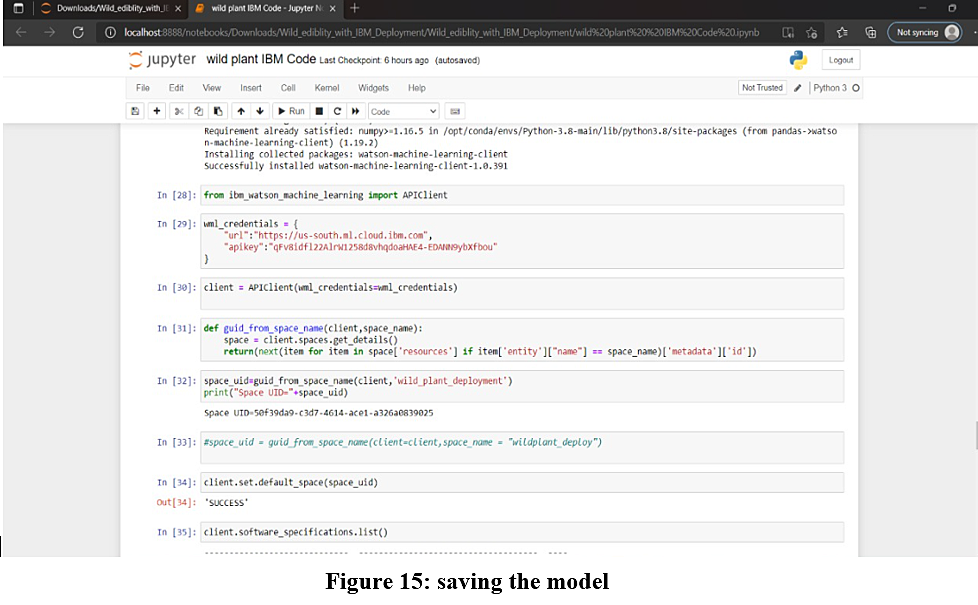 Downloads/Wild_ediblity_with_I
wild plant IBM Code - Jupyter N
localhost:8888/notebooks/Downloads/Wild_ediblity_with_IBM_Deployment/Wild_ediblity_with_IBM_Deployment/wild%20plant%20%20IBM%20Code%20.ipynb
Not syncing
jupyter wild plant IBM Code Last Checkpoint: 6 hours ago (autosaved)
Logout
File Edit View Insert Cell Kernel Widgets Help
Not Trusted
Python 3
Run
Code
Requirement already satisfied: numpy>=1.16.5 in /opt/conda/envs/Python-3.8-main/lib/python3.8/site-packages (from pandas->watso
n-machine-learning-client) (1.19.2)
Installing collected packages: watson-machine-learning-client
Successfully installed watson-machine-learning-client-1.0.391
In [28]: from ibm_watson_machine_learning import APIClient
In [29]: wml_credentials = {
"url":"https://us-south.ml.cloud.ibm.com",
"apikey":"qFv8idfl22AlrW1258d8vhqdoaHAE4-EDANN9ybXfbou"
}
In [30]: client = APIClient(wml_credentials=wml_credentials)
In [31]: def guid_from_space_name(client,space_name):
space = client.spaces.get_details()
return(next(item for item in space['resources'] if item['entity']["name"] == space_name)['metadata']['id'])
In [32]: space_uid=guid_from_space_name(client,'wild_plant_deployment')
print("Space UID="+space_uid)
Space UID=50f39da9-c3d7-4614-ace1-a326a0839025
In [33]: #space_uid = guid_from_space_name(client=client,space_name = "wildplant_deploy")
In [34]: client.set.default_space(space_uid)
Out[34]: 'SUCCESS'
In [35]: client.software_specifications.list()
----------------------------- ------------------------------------ ----
Figure 15: saving the model